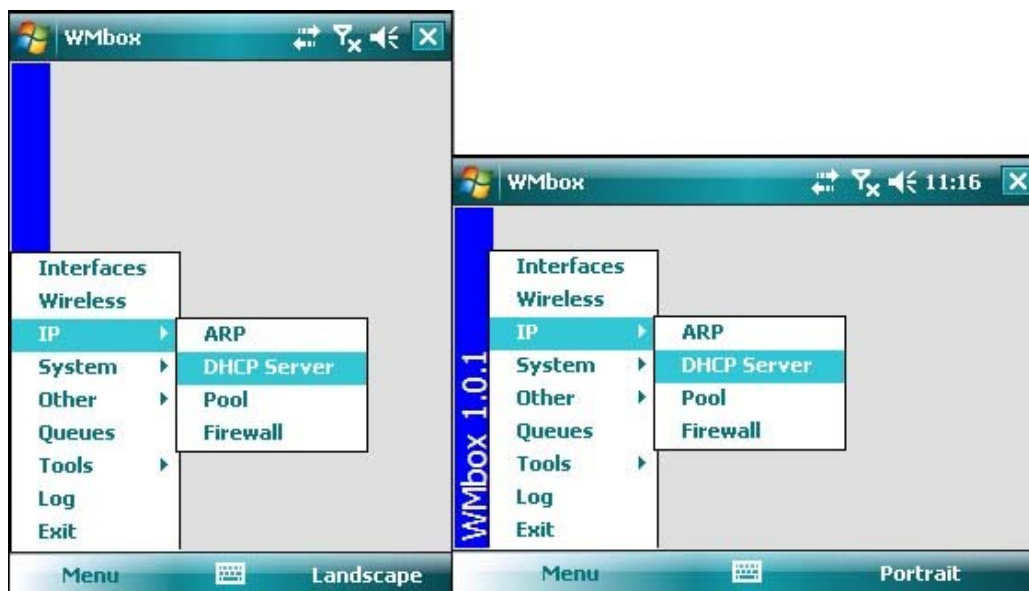 WMbox
Interfaces
Wireless
IP
System
Other
Queues
Tools
Log
Exit
ARP
DHCP Server
Pool
Firewall
Menu
Landscape
WMbox
11:16
WMbox 1.0.1
Interfaces
Wireless
IP
System
Other
Queues
Tools
Log
Exit
ARP
DHCP Server
Pool
Firewall
Menu
Portrait